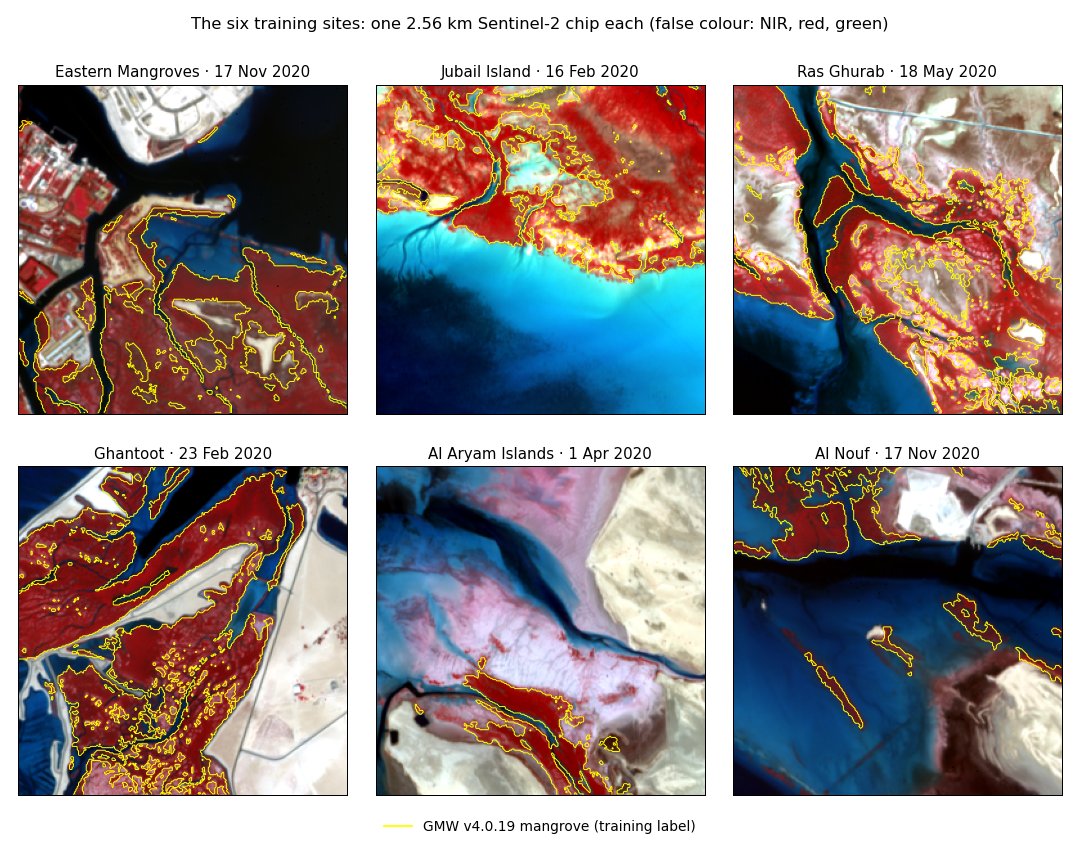 The six training sites: one 2.56 km Sentinel-2 chip each (false colour: NIR, red, green)
Eastern Mangroves · 17 Nov 2020
Jubail Island · 16 Feb 2020
Ras Ghurab · 18 May 2020
Ghantoot · 23 Feb 2020
Al Aryam Islands · 1 Apr 2020
Al Nouf · 17 Nov 2020
GMW v4.0.19 mangrove (training label)